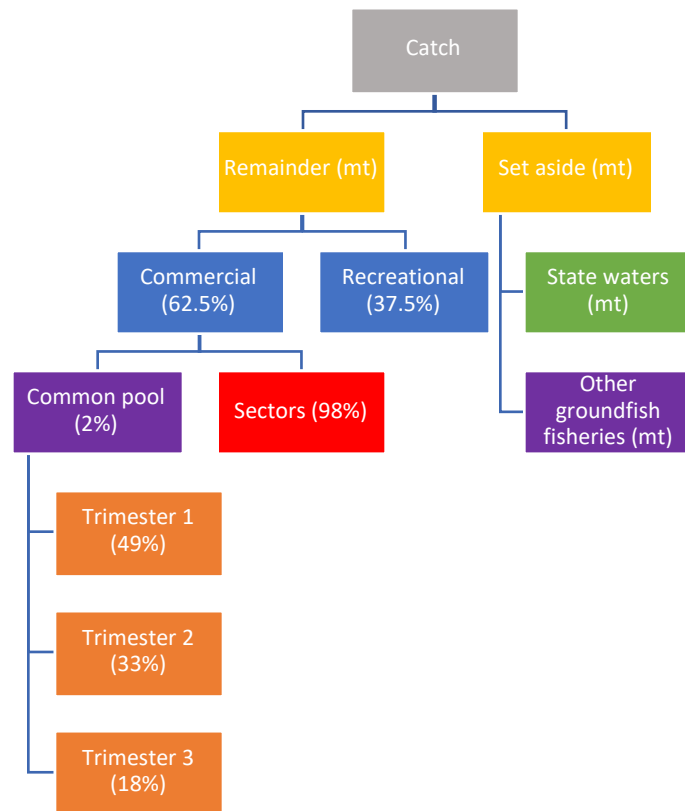 Catch
Remainder (mt)
Set aside (mt)
Commercial
(62.5%)
Recreational
(37.5%)
State waters
(mt)
Common pool
(2%)
Sectors (98%)
Other
groundfish
fisheries (mt)
Trimester 1
(49%)
Trimester 2
(33%)
Trimester 3
(18%)